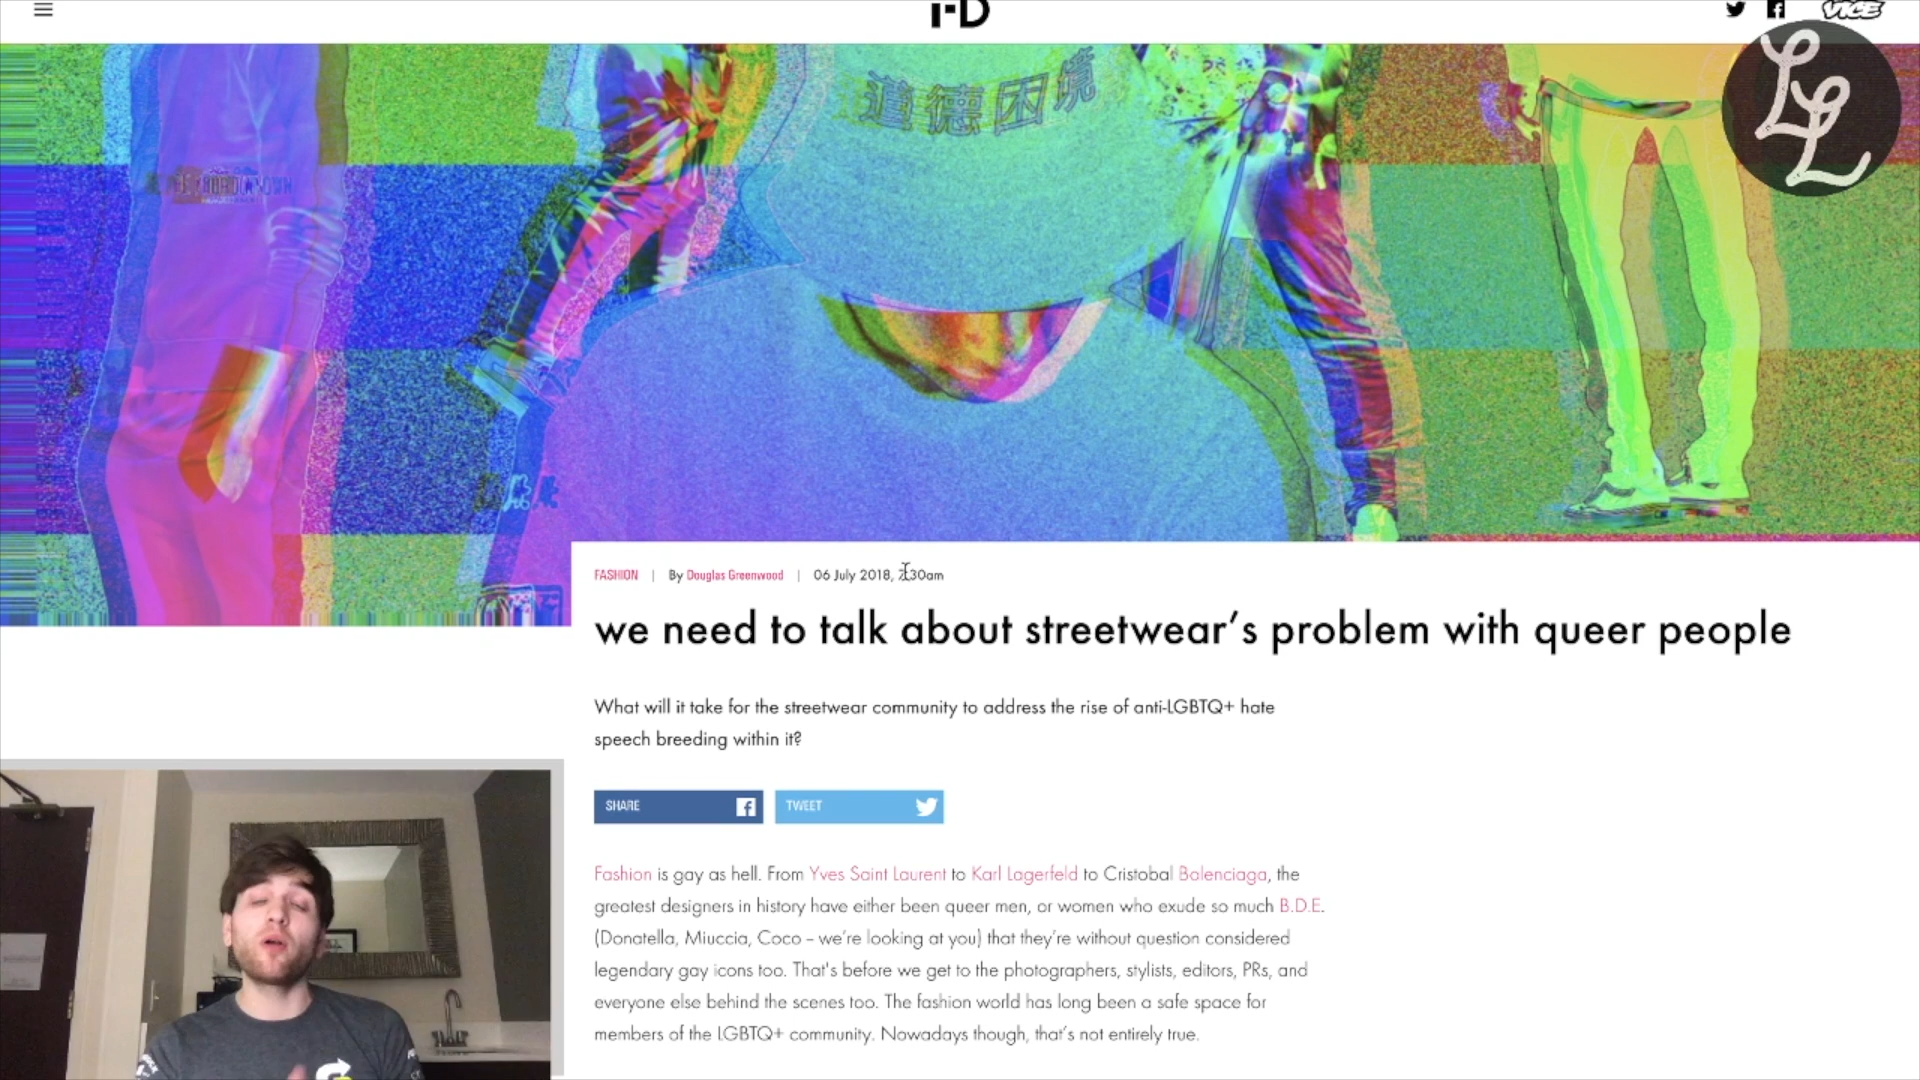 i-D
VICE
LL
道德困境
FASHION | By Douglas Greenwood | 06 July 2018, 2:30am
we need to talk about streetwear's problem with queer people
What will it take for the streetwear community to address the rise of anti-LGBTQ+ hate
speech breeding within it?
SHARE
TWEET
Fashion is gay as hell. From Yves Saint Laurent to Karl Lagerfeld to Cristobal Balenciaga, the
greatest designers in history have either been queer men, or women who exude so much B.D.E.
(Donatella, Miuccia, Coco – we're looking at you) that they're without question considered
legendary gay icons too. That's before we get to the photographers, stylists, editors, PRs, and
everyone else behind the scenes too. The fashion world has long been a safe space for
members of the LGBTQ+ community. Nowadays though, that's not entirely true.